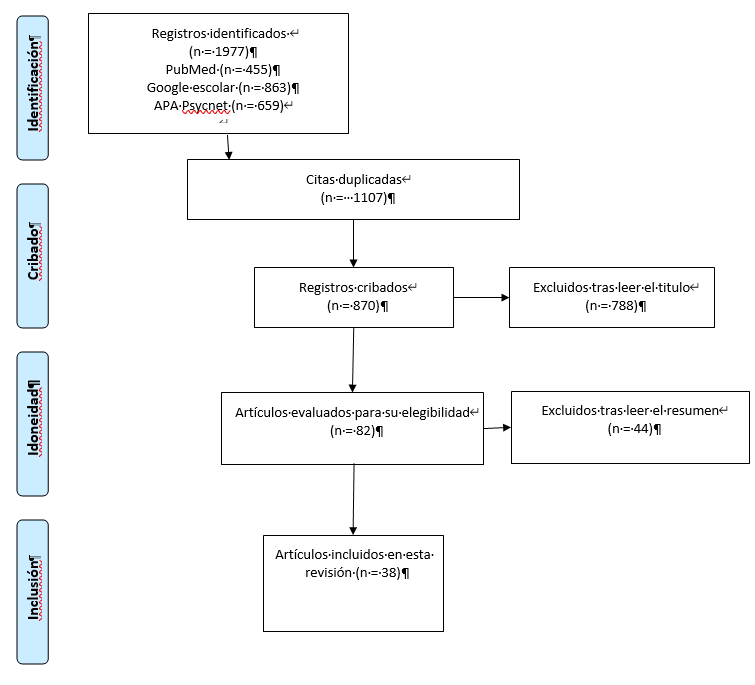 Identificación¶
Registros·identificados·↵
(n·=·1977)¶
PubMed·(n·=·455)¶
Google·escolar·(n·=·863)¶
APA·Psycnet·(n·=·659)↵
↵
Citas·duplicadas↵
(n·=···1107)¶
Cribado¶
Registros·cribados↵
(n·=·870)¶
Excluidos·tras·leer·el·titulo↵
(n·=·788)¶
Idoneidad¶
Artículos·evaluados·para·su·elegibilidad↵
(n·=·82)¶
Excluidos·tras·leer·el·resumen↵
(n·=·44)¶
Inclusión¶
Artículos·incluidos·en·esta·
revisión·(n·=·38)¶